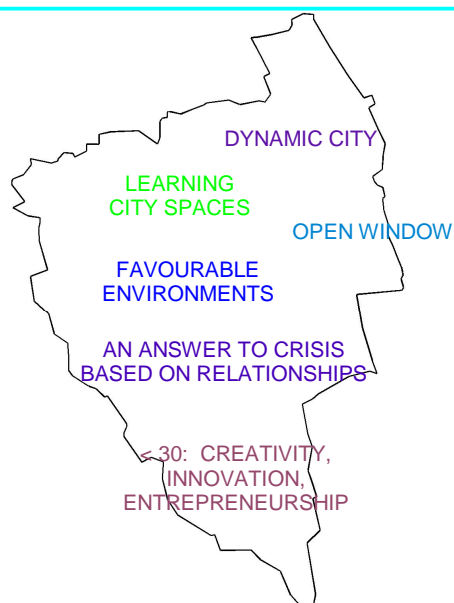 DYNAMIC CITY
LEARNING
CITY SPACES
OPEN WINDOW
FAVOURABLE
ENVIRONMENTS
AN ANSWER TO CRISIS
BASED ON RELATIONSHIPS
< 30: CREATIVITY,
INNOVATION,
ENTREPRENEURSHIP